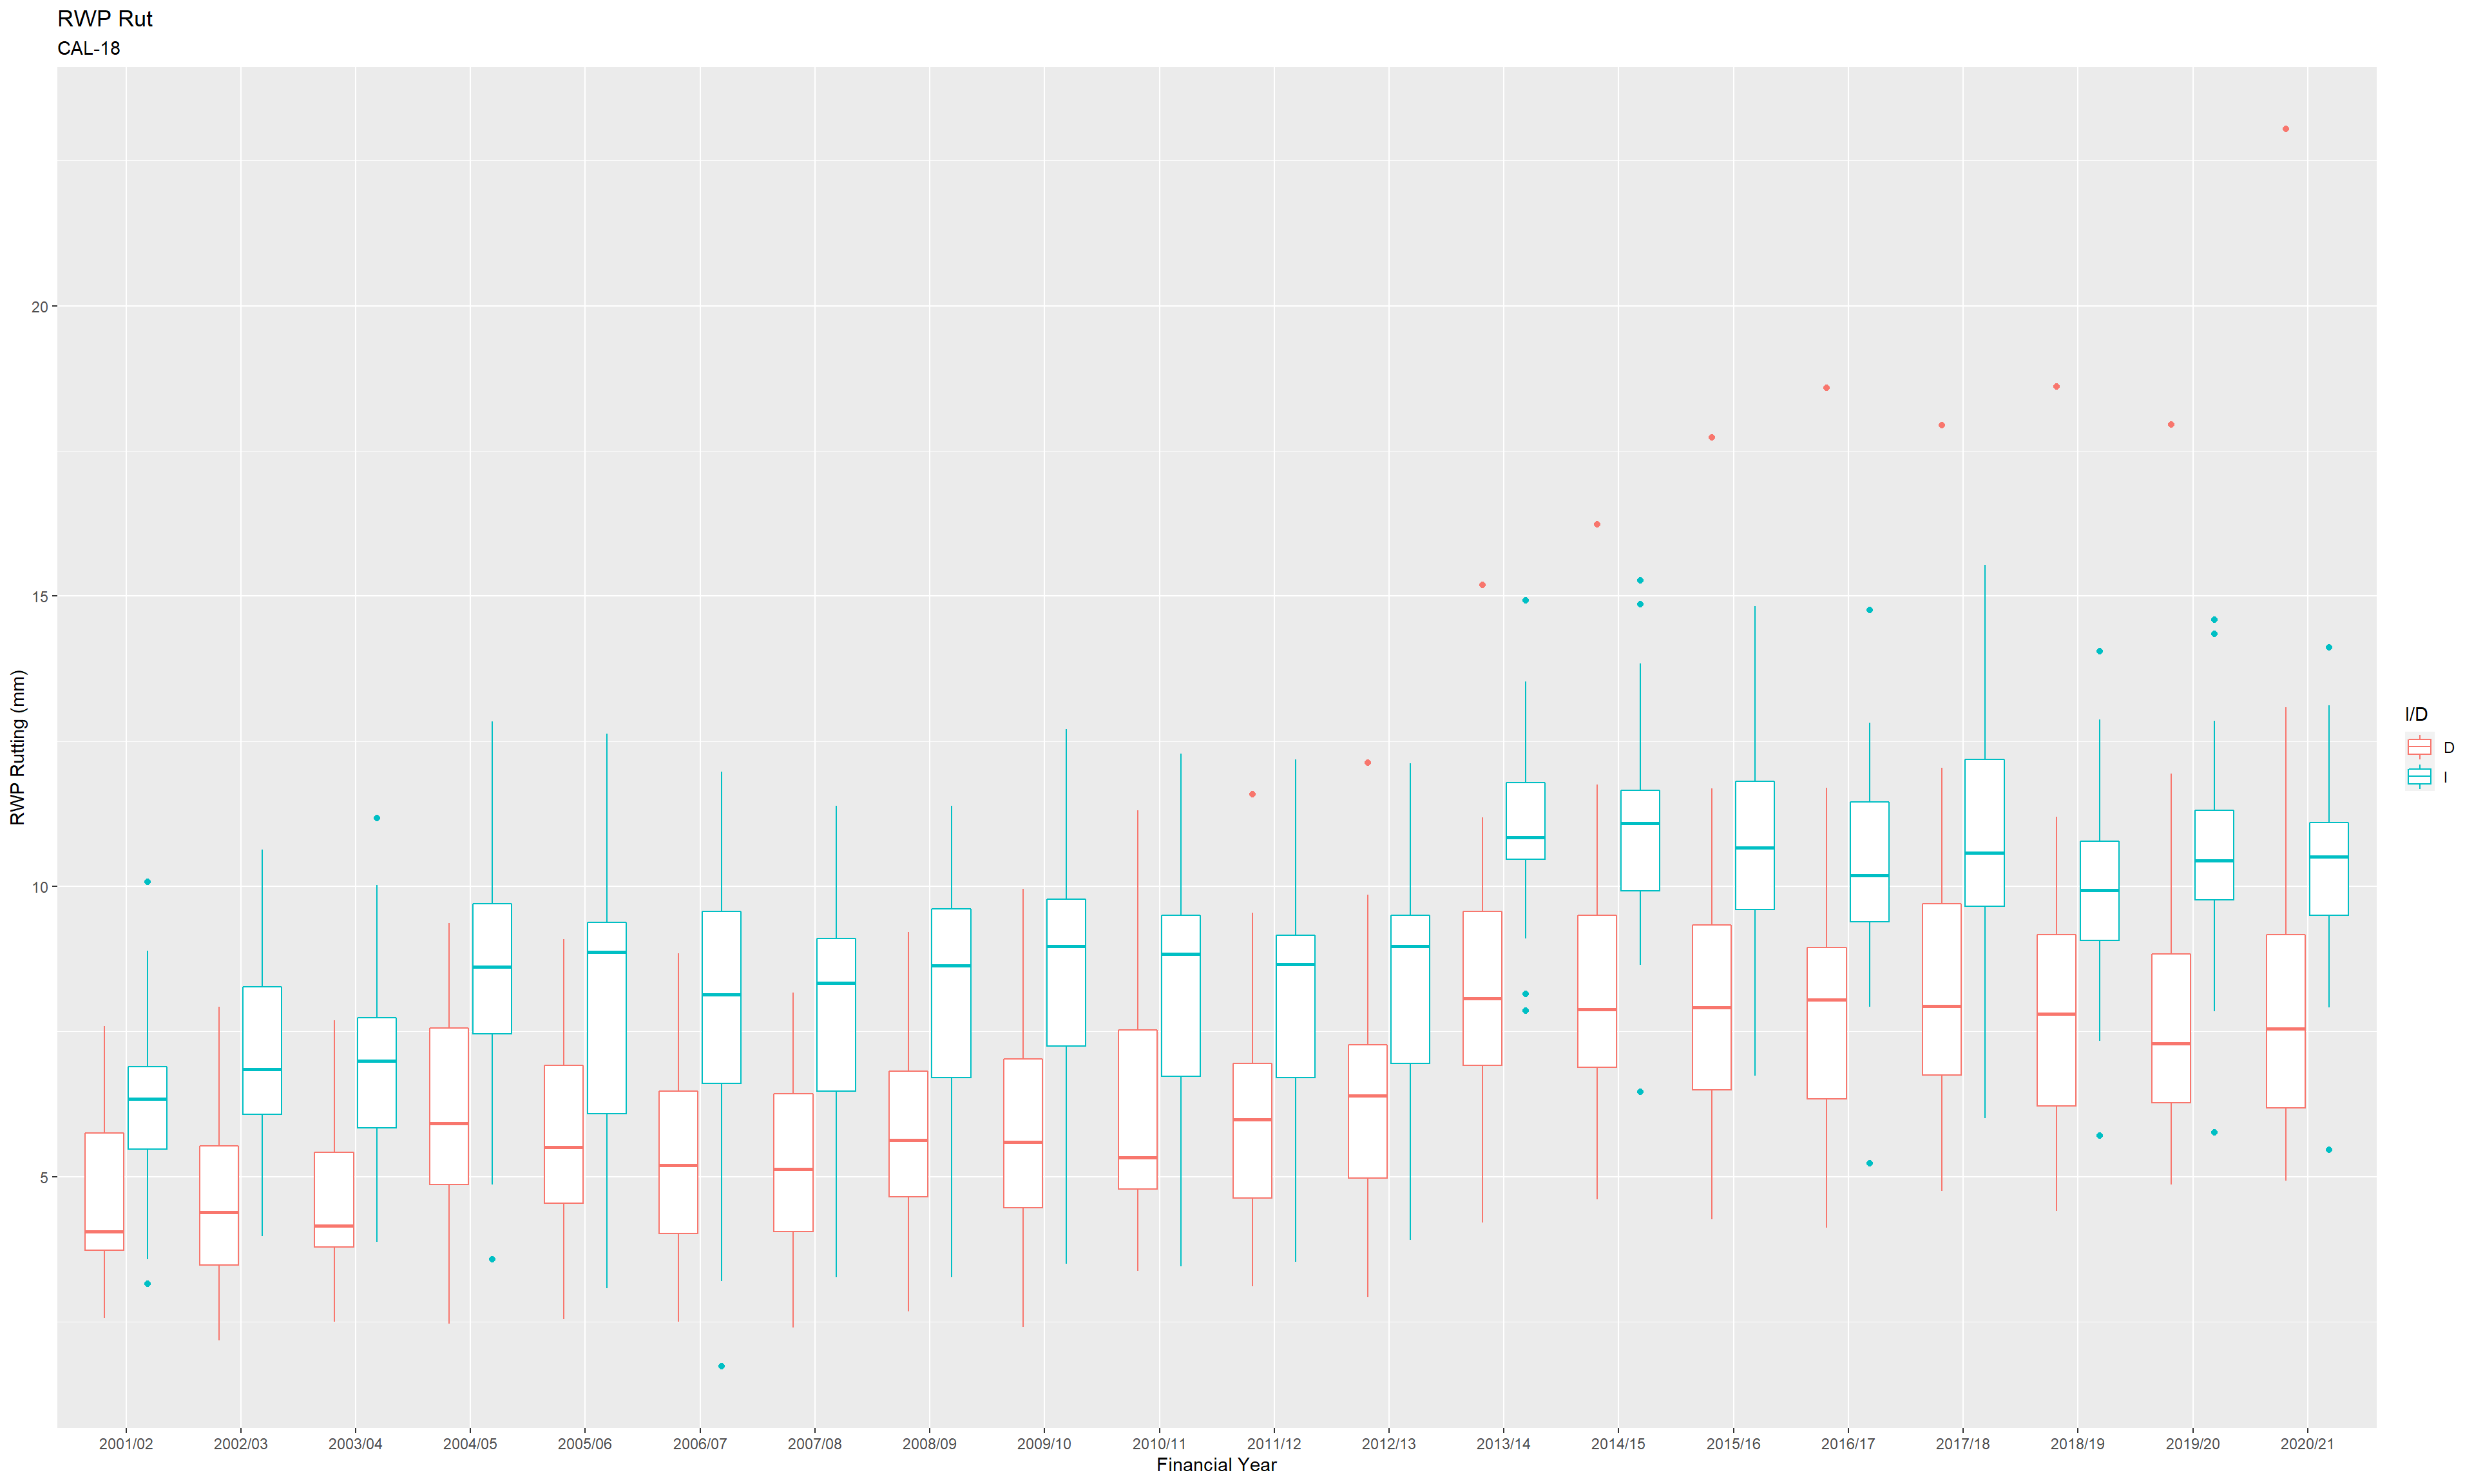 RWP Rut
CAL-18
RWP Rutting (mm)
20
15
10
5
2001/02 2002/03 2003/04 2004/05 2005/06 2006/07 2007/08 2008/09 2009/10 2010/11 2011/12 2012/13 2013/14 2014/15 2015/16 2016/17 2017/18 2018/19 2019/20 2020/21
Financial Year
I/D
D
I